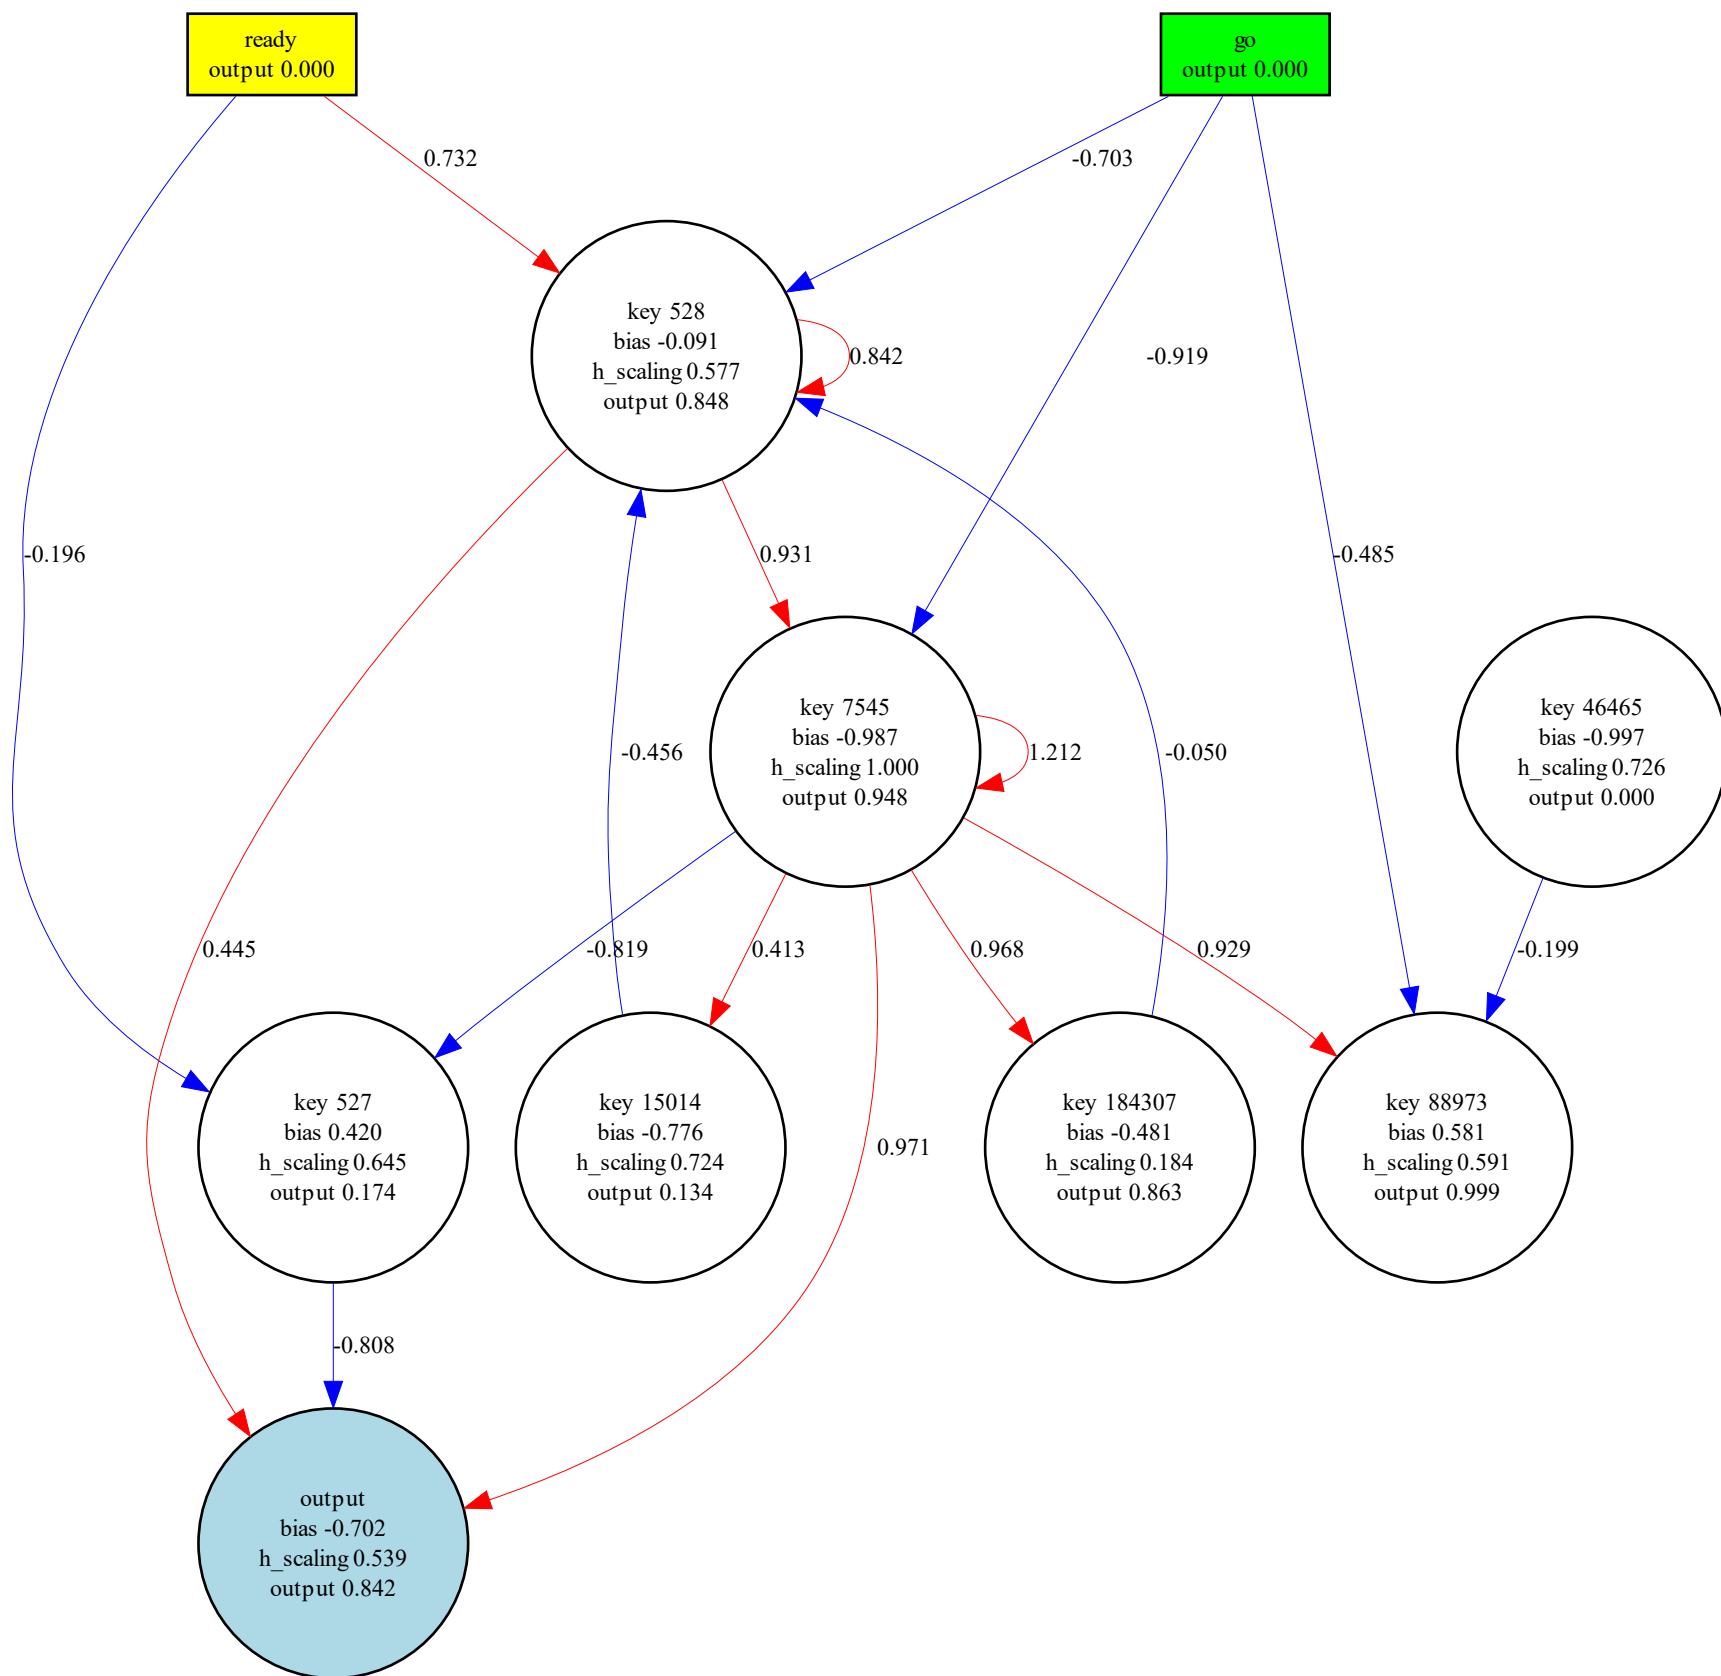 ready
output 0.000
go
output 0.000
0.732
-0.703
key 528
bias -0.091
h_scaling 0.577
output 0.848
0.842
-0.919
-0.196
0.931
-0.485
key 7545
bias -0.987
h_scaling 1.000
output 0.948
1.212
-0.456
-0.050
key 46465
bias -0.997
h_scaling 0.726
output 0.000
0.445
-0.819
0.413
0.968
0.929
-0.199
key 527
bias 0.420
h_scaling 0.645
output 0.174
key 15014
bias -0.776
h_scaling 0.724
output 0.134
0.971
key 184307
bias -0.481
h_scaling 0.184
output 0.863
key 88973
bias 0.581
h_scaling 0.591
output 0.999
-0.808
output
bias -0.702
h_scaling 0.539
output 0.842